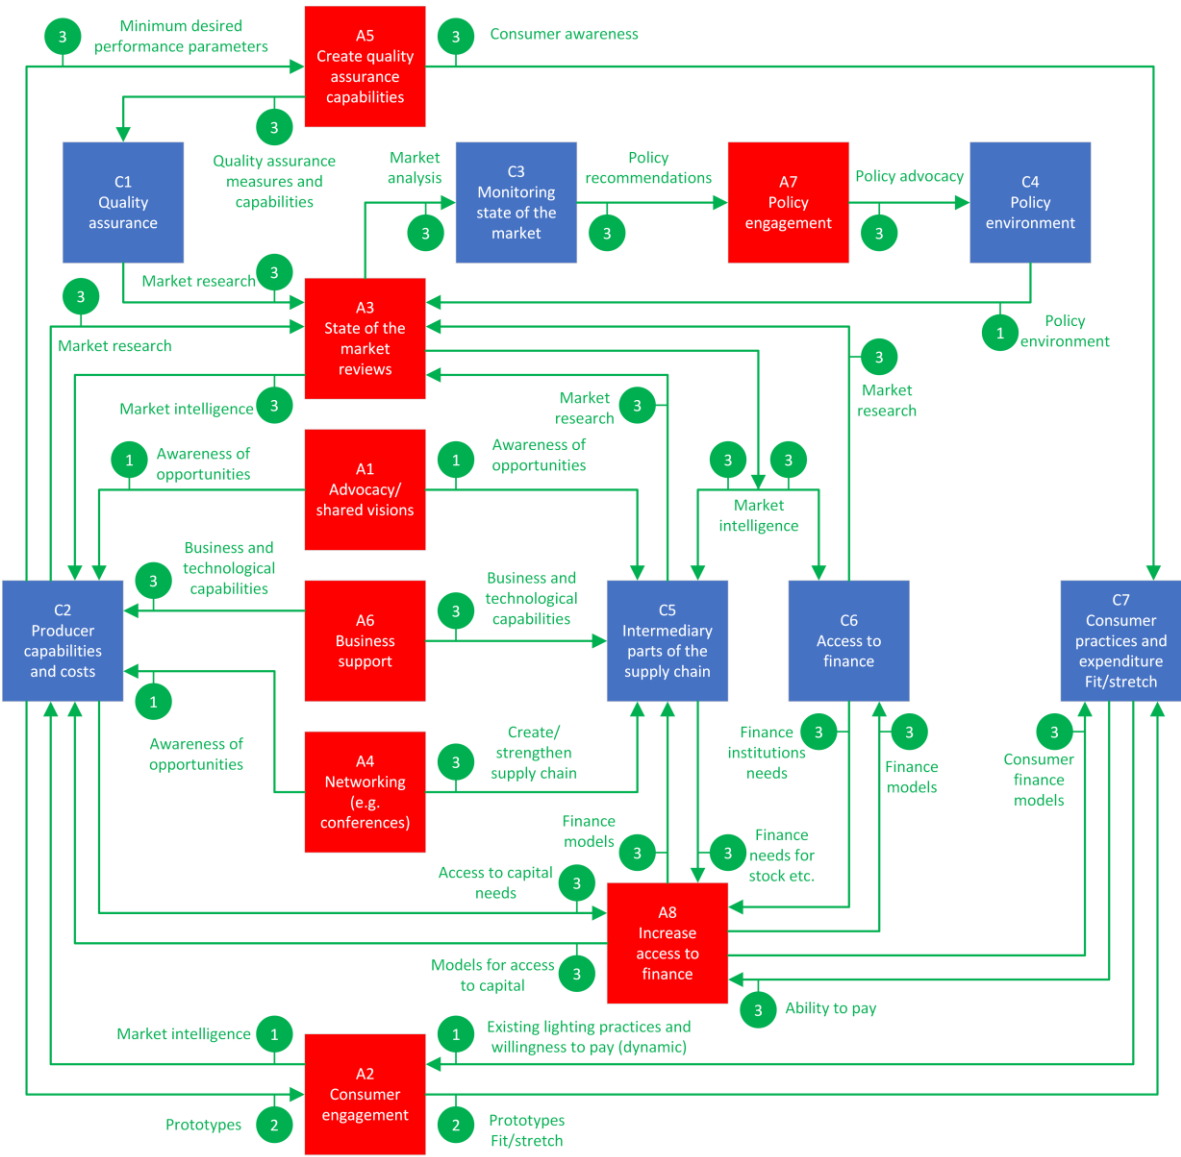 3
Minimum desired
performance parameters
A5
Create quality
assurance
capabilities
3
Consumer awareness
3
Quality assurance
measures and
capabilities
C1
Quality
assurance
Market
analysis
3
C3
Monitoring
state of the
market
Policy
recommendations
3
A7
Policy
engagement
Policy advocacy
3
C4
Policy
environment
Market research
3
3
Market research
A3
State of the
market
reviews
1
Policy
environment
3
Market
research
Market intelligence
3
Market
research
3
1
Awareness of
opportunities
A1
Advocacy/
shared visions
1
Awareness of
opportunities
3
3
Market
intelligence
Business and
technological
capabilities
3
A6
Business
support
3
Business and
technological
capabilities
C2
Producer
capabilities
and costs
C5
Intermediary
parts of the
supply chain
C6
Access to
finance
C7
Consumer
practices and
expenditure
Fit/stretch
1
Awareness of
opportunities
A4
Networking
(e.g.
conferences)
3
Create/
strengthen
supply chain
Finance
institutions
needs
3
3
Finance
models
3
Consumer
finance
models
Finance
models
3
3
Finance
needs for
stock etc.
Access to capital
needs
3
A8
Increase
access to
finance
Models for access
to capital
3
3
Ability to pay
Market intelligence
1
A2
Consumer
engagement
1
Existing lighting practices and
willingness to pay (dynamic)
Prototypes
2
2
Prototypes
Fit/stretch